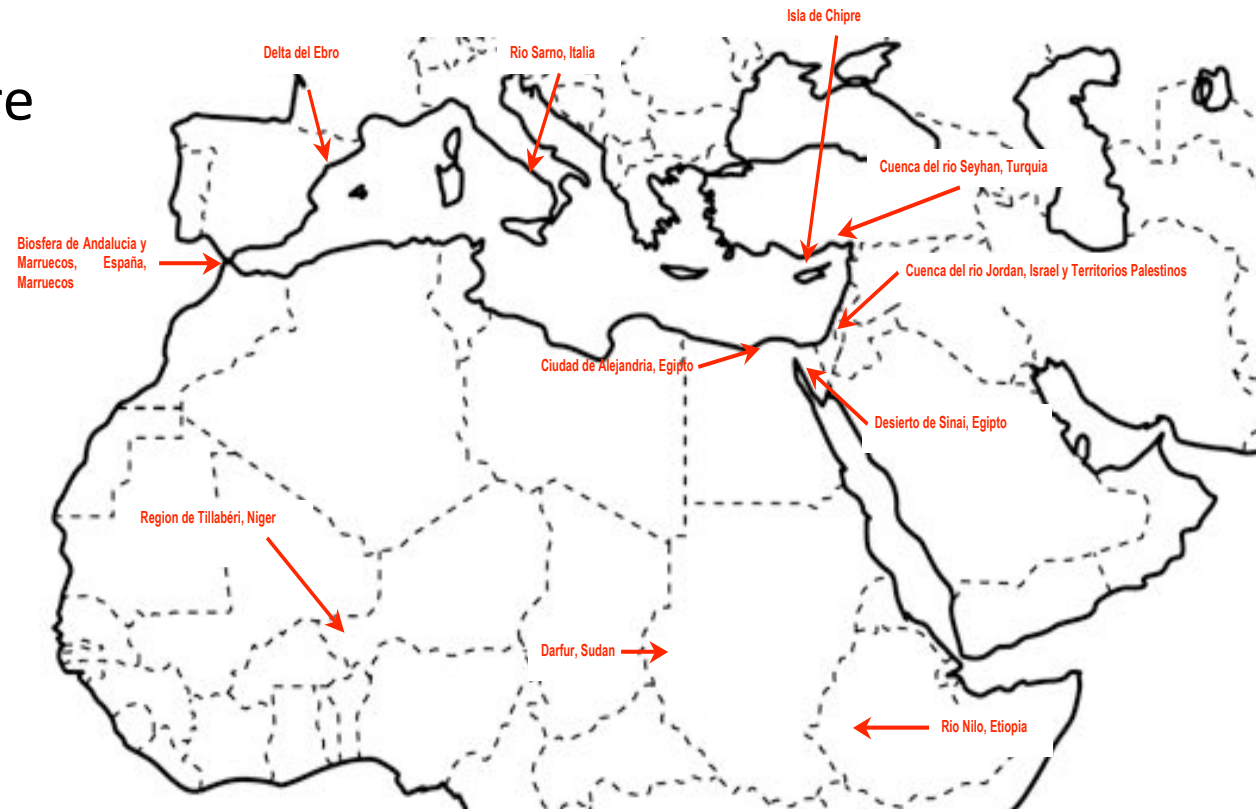 Isla de Chipre
Delta del Ebro
Rio Sarno, Italia
re
Cuenca del rio Seyhan, Turquia
Biosfera de Andalucia y
Marruecos, España,
Marruecos
Cuenca del rio Jordan, Israel y Territorios Palestinos
Ciudad de Alejandria, Egipto
Desierto de Sinai, Egipto
Region de Tillabéri, Niger
Darfur, Sudan
Rio Nilo, Etiopia